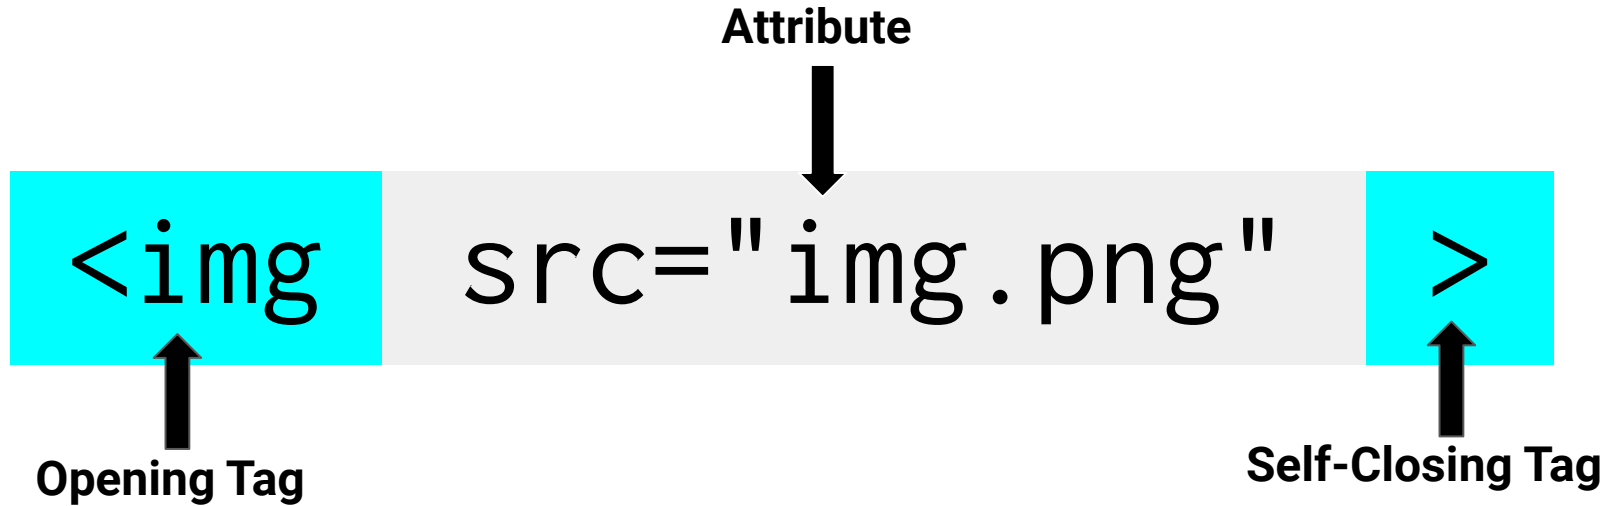 Attribute
<img src="img.png" >
Opening Tag
Self-Closing Tag